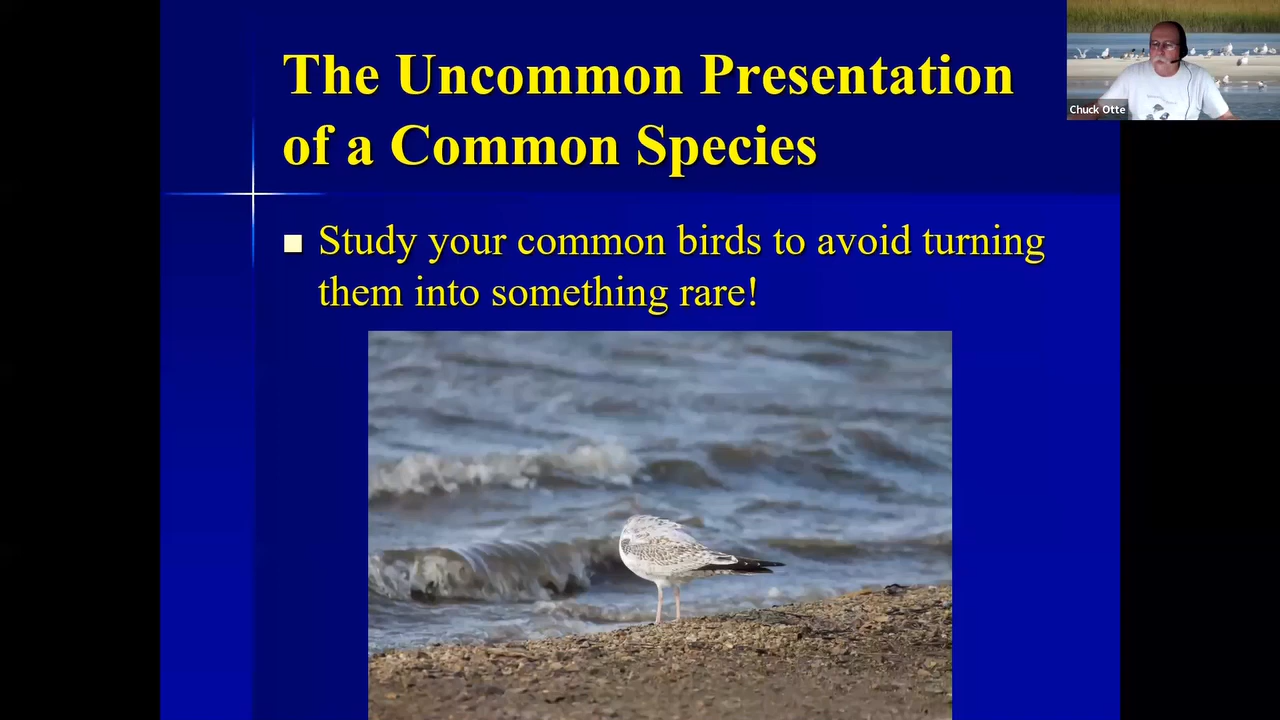 The Uncommon Presentation
of a Common Species
Study your common birds to avoid turning
them into something rare!
Chuck Otte